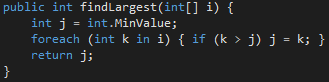 public int findLargest(int[] i) {
    int j = int.MinValue;
    foreach (int k in i) { if (k > j) j = k; }
    return j;
}